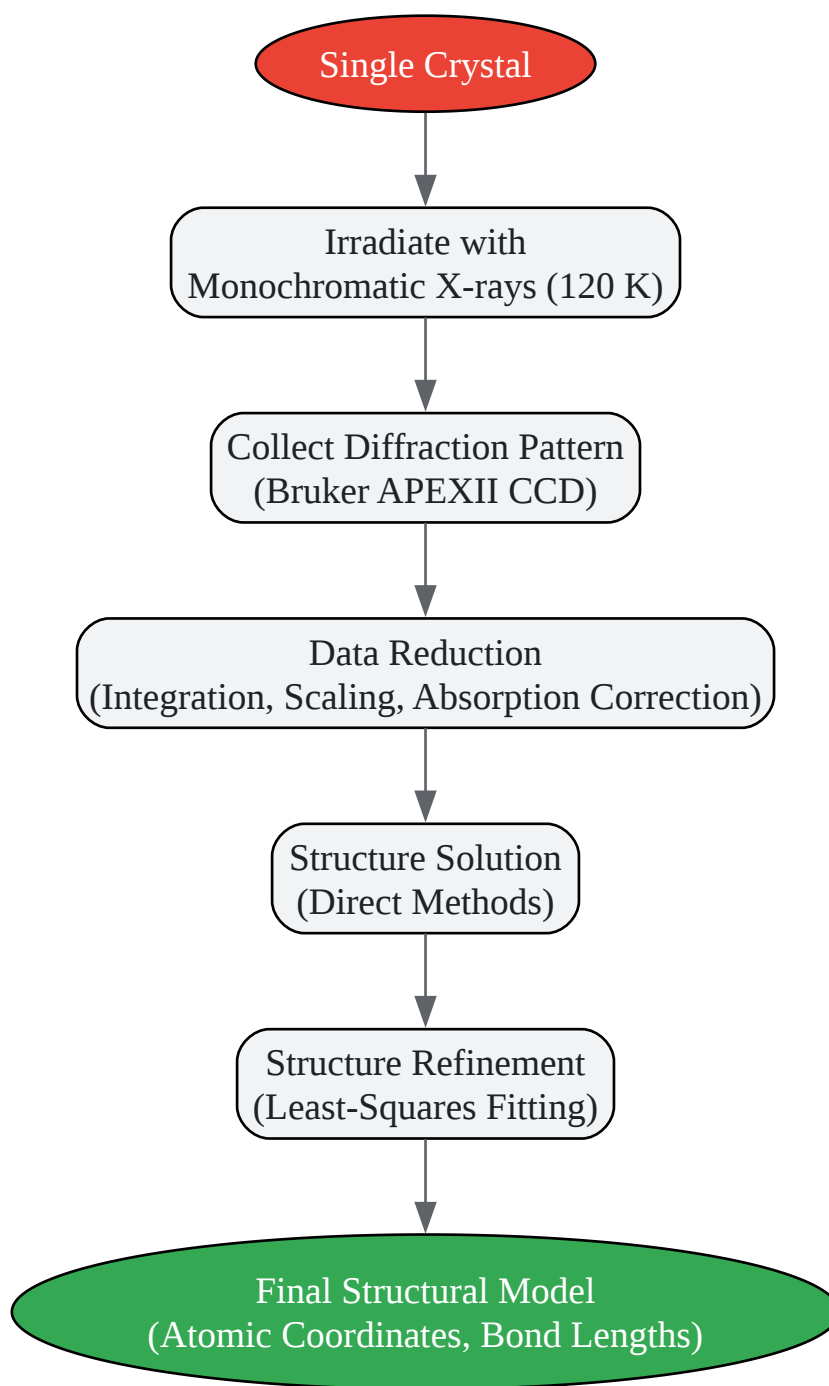 Single Crystal
Irradiate with
Monochromatic X-rays (120 K)
Collect Diffraction Pattern
(Bruker APEXII CCD)
Data Reduction
(Integration, Scaling, Absorption Correction)
Structure Solution
(Direct Methods)
Structure Refinement
(Least-Squares Fitting)
Final Structural Model
(Atomic Coordinates, Bond Lengths)